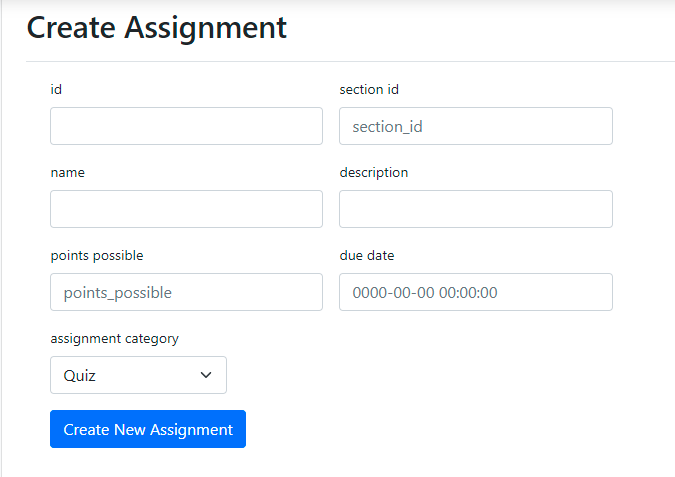 Create Assignment
id
section id
section_id
name
description
points possible
due date
points_possible
0000-00-00 00:00:00
assignment category
Quiz
Create New Assignment